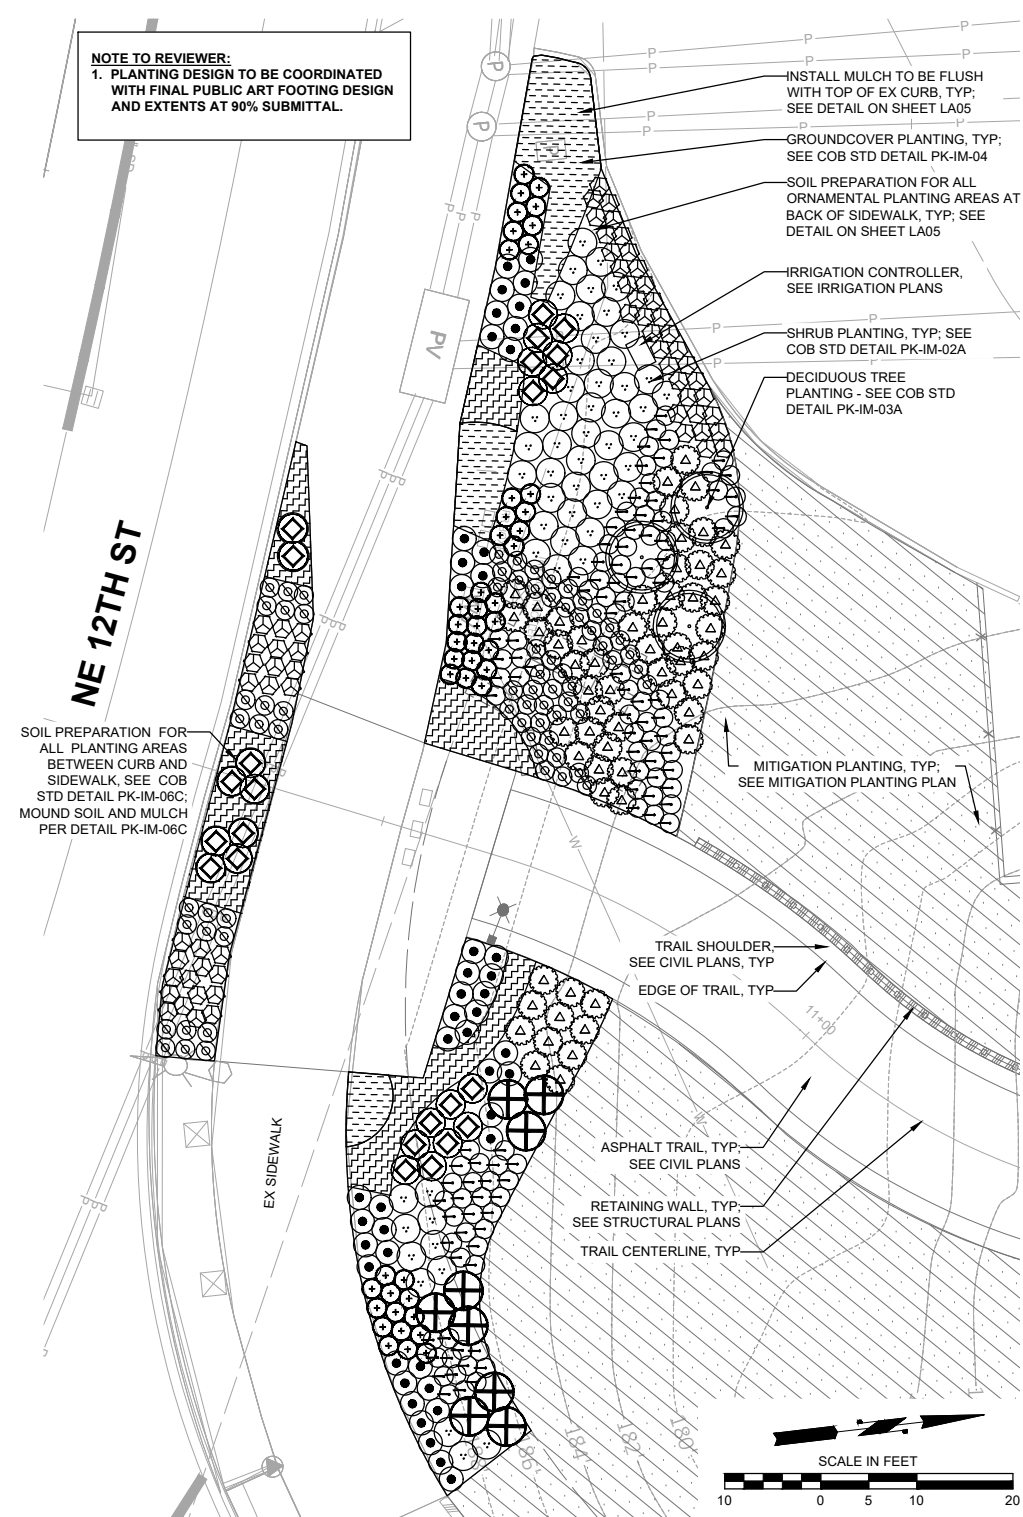 NOTE TO REVIEWER:
1. PLANTING DESIGN TO BE COORDINATED
WITH FINAL PUBLIC ART FOOTING DESIGN
AND EXTENTS AT 90% SUBMITTAL.
INSTALL MULCH TO BE FLUSH
WITH TOP OF EX CURB, TYP;
SEE DETAIL ON SHEET LA05
GROUNDCOVER PLANTING, TYP;
SEE COB STD DETAIL PK-IM-04
SOIL PREPARATION FOR ALL
ORNAMENTAL PLANTING AREAS AT
BACK OF SIDEWALK, TYP; SEE
DETAIL ON SHEET LA05
IRRIGATION CONTROLLER,
SEE IRRIGATION PLANS
SHRUB PLANTING, TYP; SEE
COB STD DETAIL PK-IM-02A
DECIDUOUS TREE
PLANTING - SEE COB STD
DETAIL PK-IM-03A
PV
NE 12TH ST
SOIL PREPARATION FOR
ALL PLANTING AREAS
BETWEEN CURB AND
SIDEWALK, SEE COB
STD DETAIL PK-IM-06C;
MOUND SOIL AND MULCH
PER DETAIL PK-IM-06C
MITIGATION PLANTING, TYP;
SEE MITIGATION PLANTING PLAN
TRAIL SHOULDER,
SEE CIVIL PLANS, TYP
EDGE OF TRAIL, TYP
11+00
ASPHALT TRAIL, TYP;
SEE CIVIL PLANS
RETAINING WALL, TYP;
SEE STRUCTURAL PLANS
TRAIL CENTERLINE, TYP
EX SIDEWALK
186'
184'
182'
180'
SCALE IN FEET
10 0 5 10 20